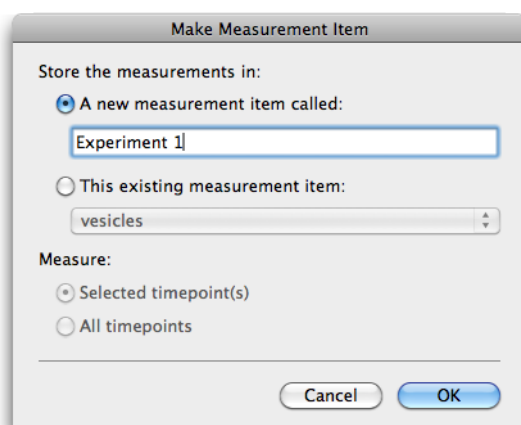 Make Measurement Item
Store the measurements in:
A new measurement item called:
Experiment 1
This existing measurement item:
vesicles
Measure:
Selected timepoint(s)
All timepoints
Cancel OK